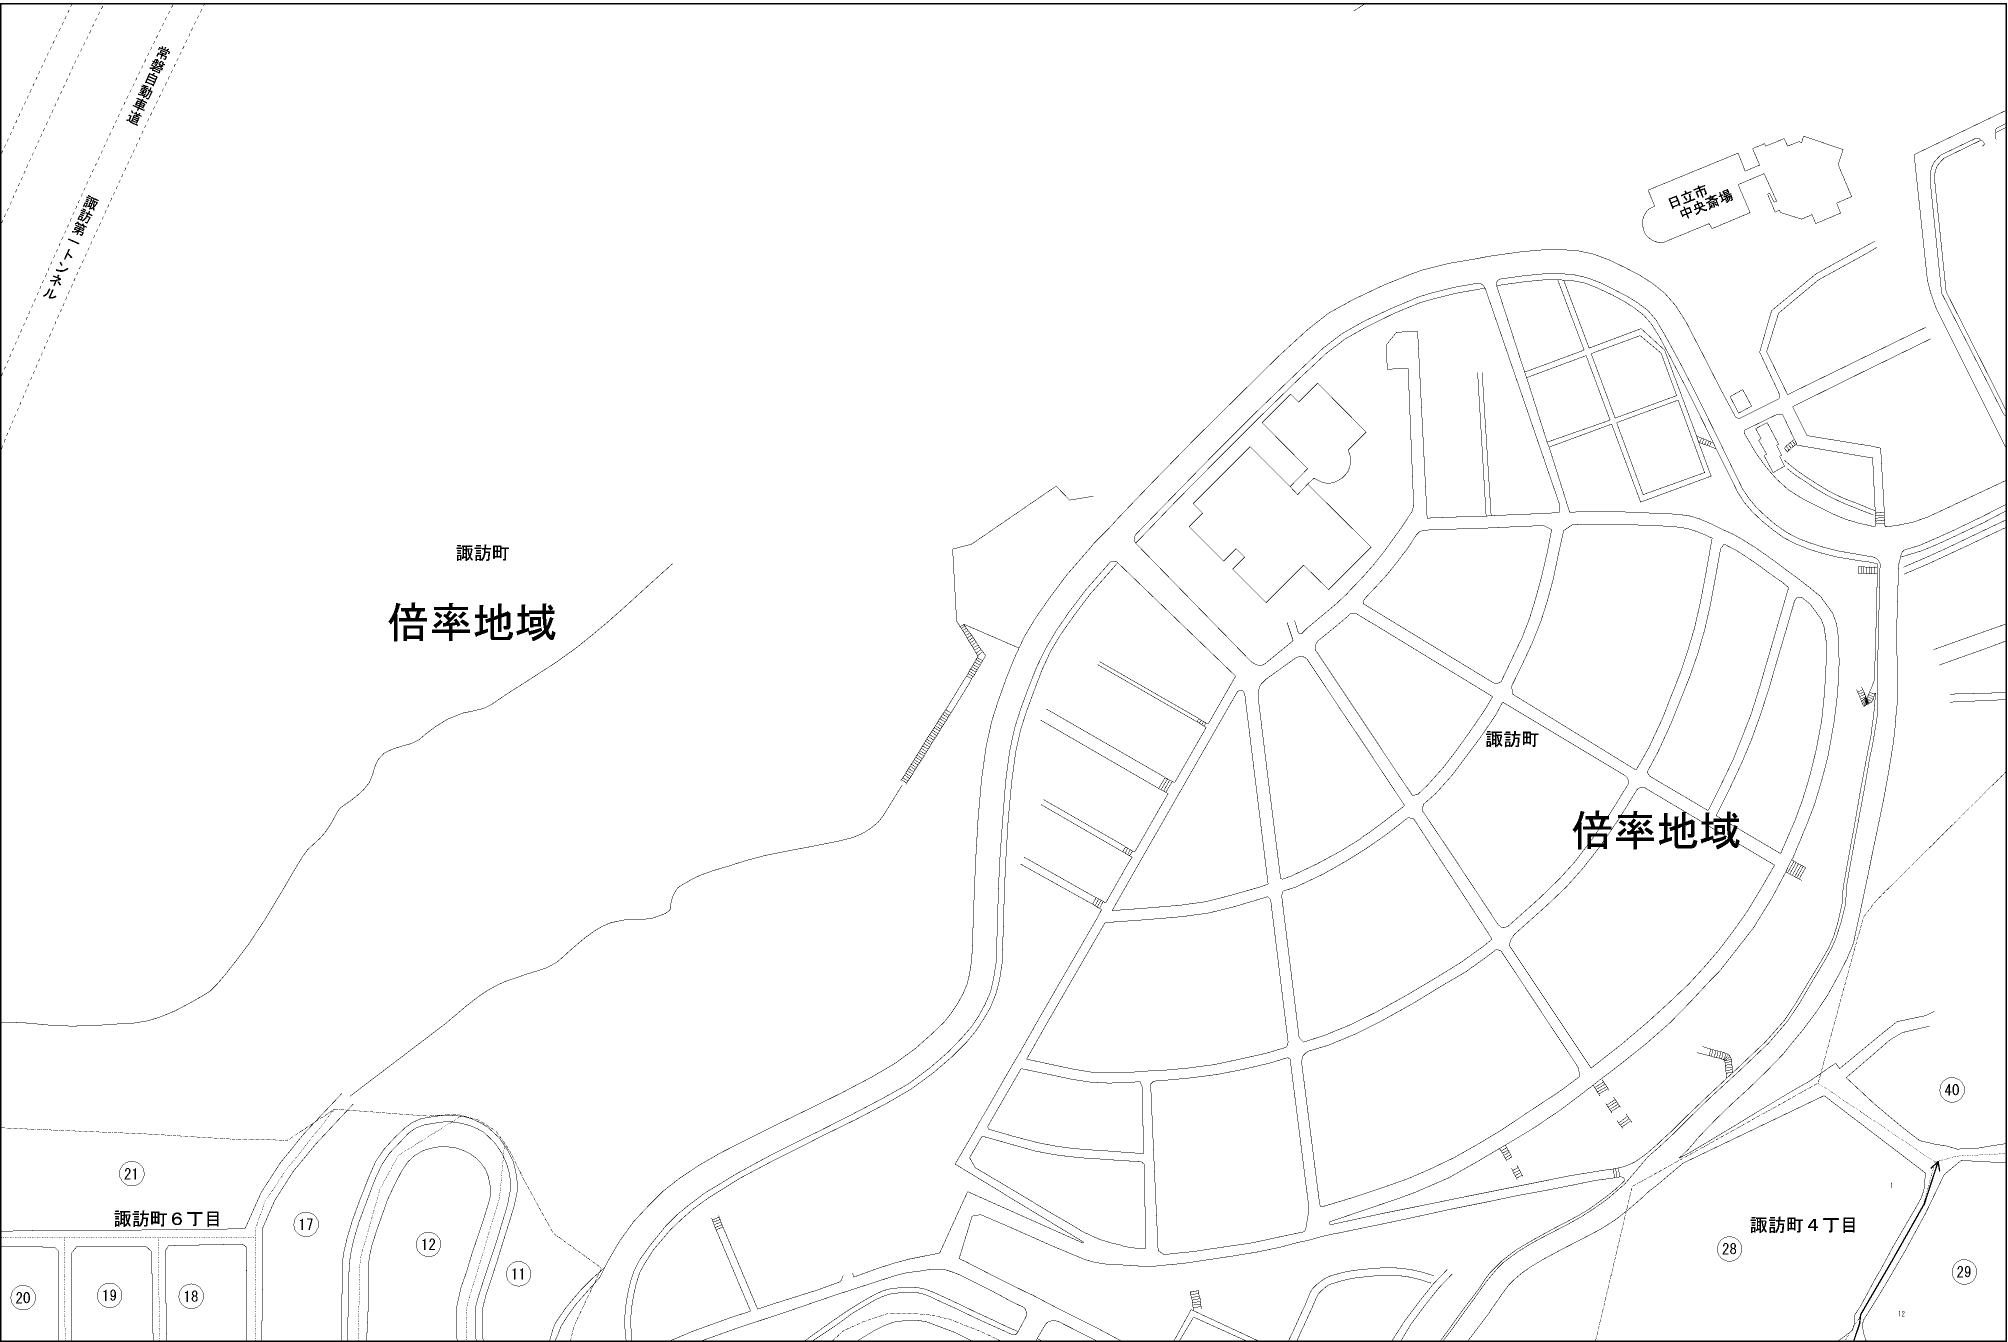 常磐自動車道
諏訪第一トンネル
日立市
中央斎場
諏訪町
倍率地域
諏訪町
倍率地域
40
21
諏訪町６丁目
17
12
11
20
19
18
1
諏訪町４丁目
28
29
12